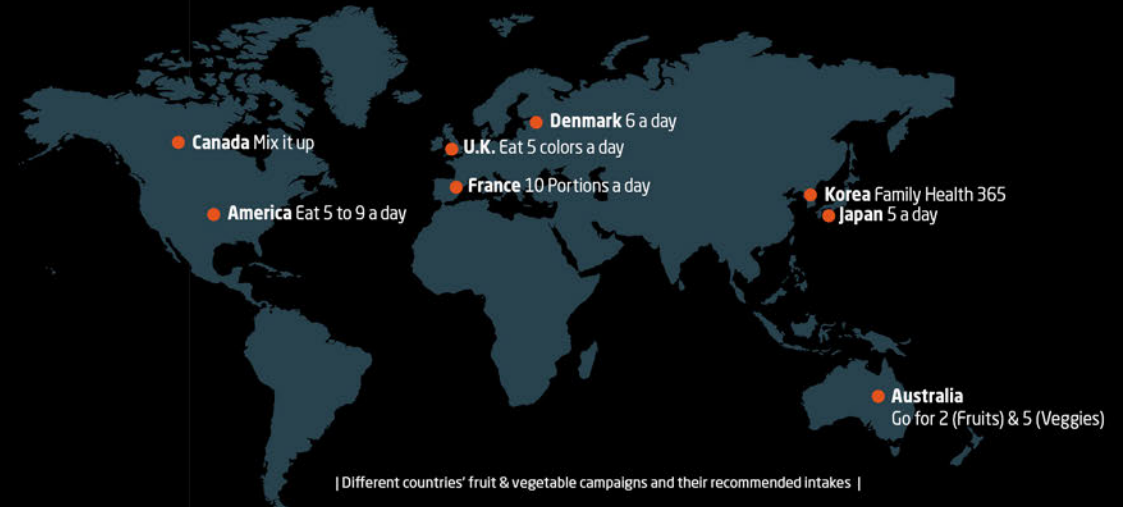 Denmark 6 a day
Canada Mix it up
U.K. Eat 5 colors a day
France 10 Portions a day
Korea Family Health 365
America Eat 5 to 9 a day
Japan 5 a day
Australia
Go for 2 (Fruits) & 5 (Veggies)
| Different countries' fruit & vegetable campaigns and their recommended intakes |